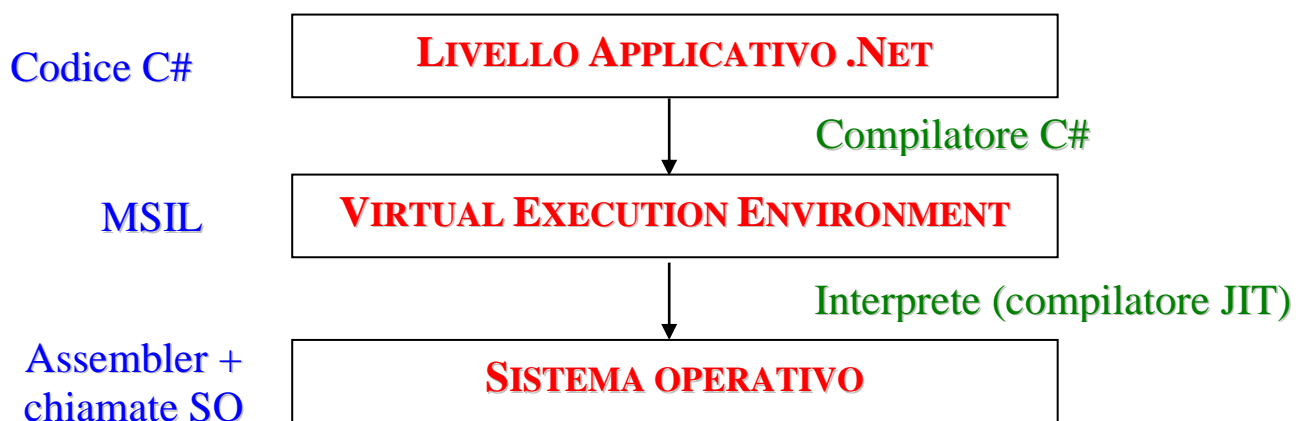 Codice C#
LIVELLO APPLICATIVO .NET
Compilatore C#
MSIL
VIRTUAL EXECUTION ENVIRONMENT
Interprete (compilatore JIT)
Assembler +
chiamate SO
SISTEMA OPERATIVO